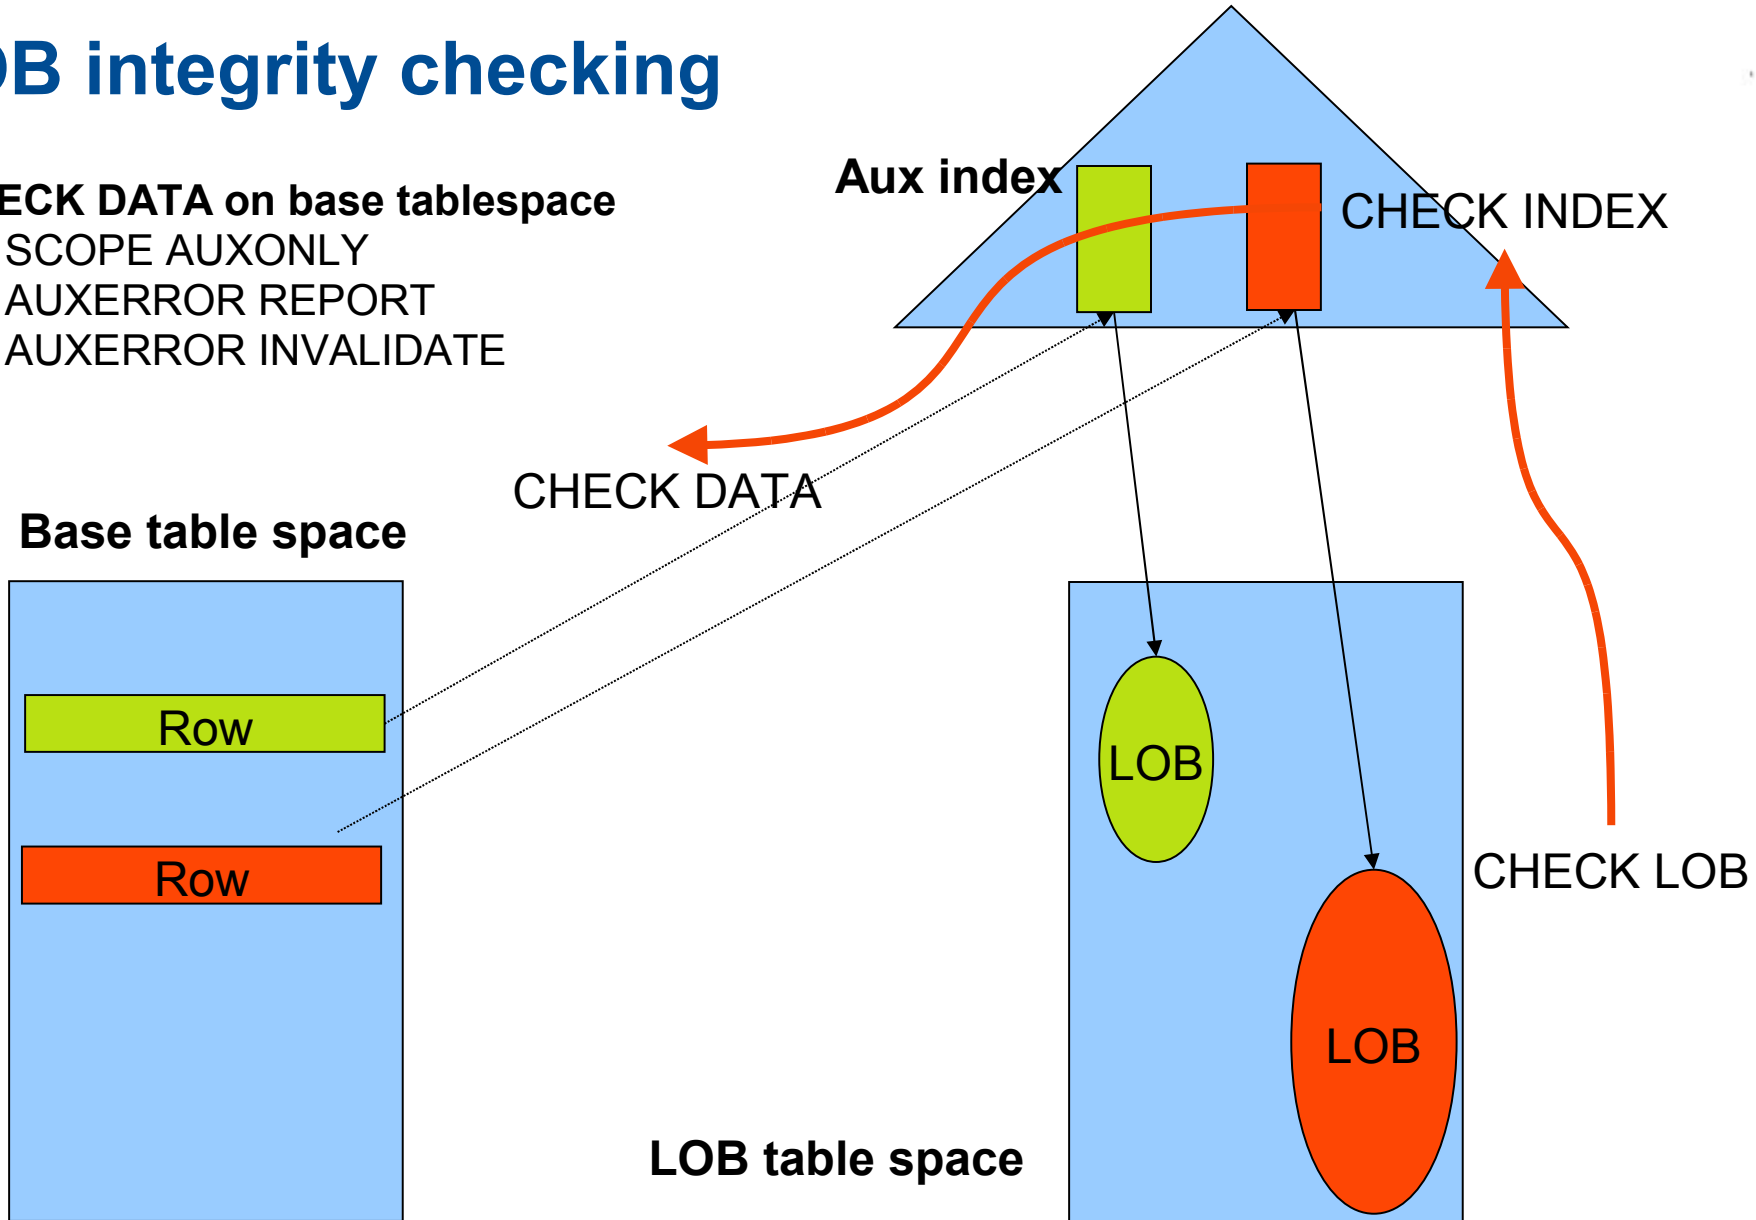 OB integrity checking
ECK DATA on base tablespace
SCOPE AUXONLY
AUXERROR REPORT
AUXERROR INVALIDATE
Aux index
CHECK INDEX
CHECK DATA
Base table space
Row
Row
LOB
LOB
CHECK LOB
LOB table space